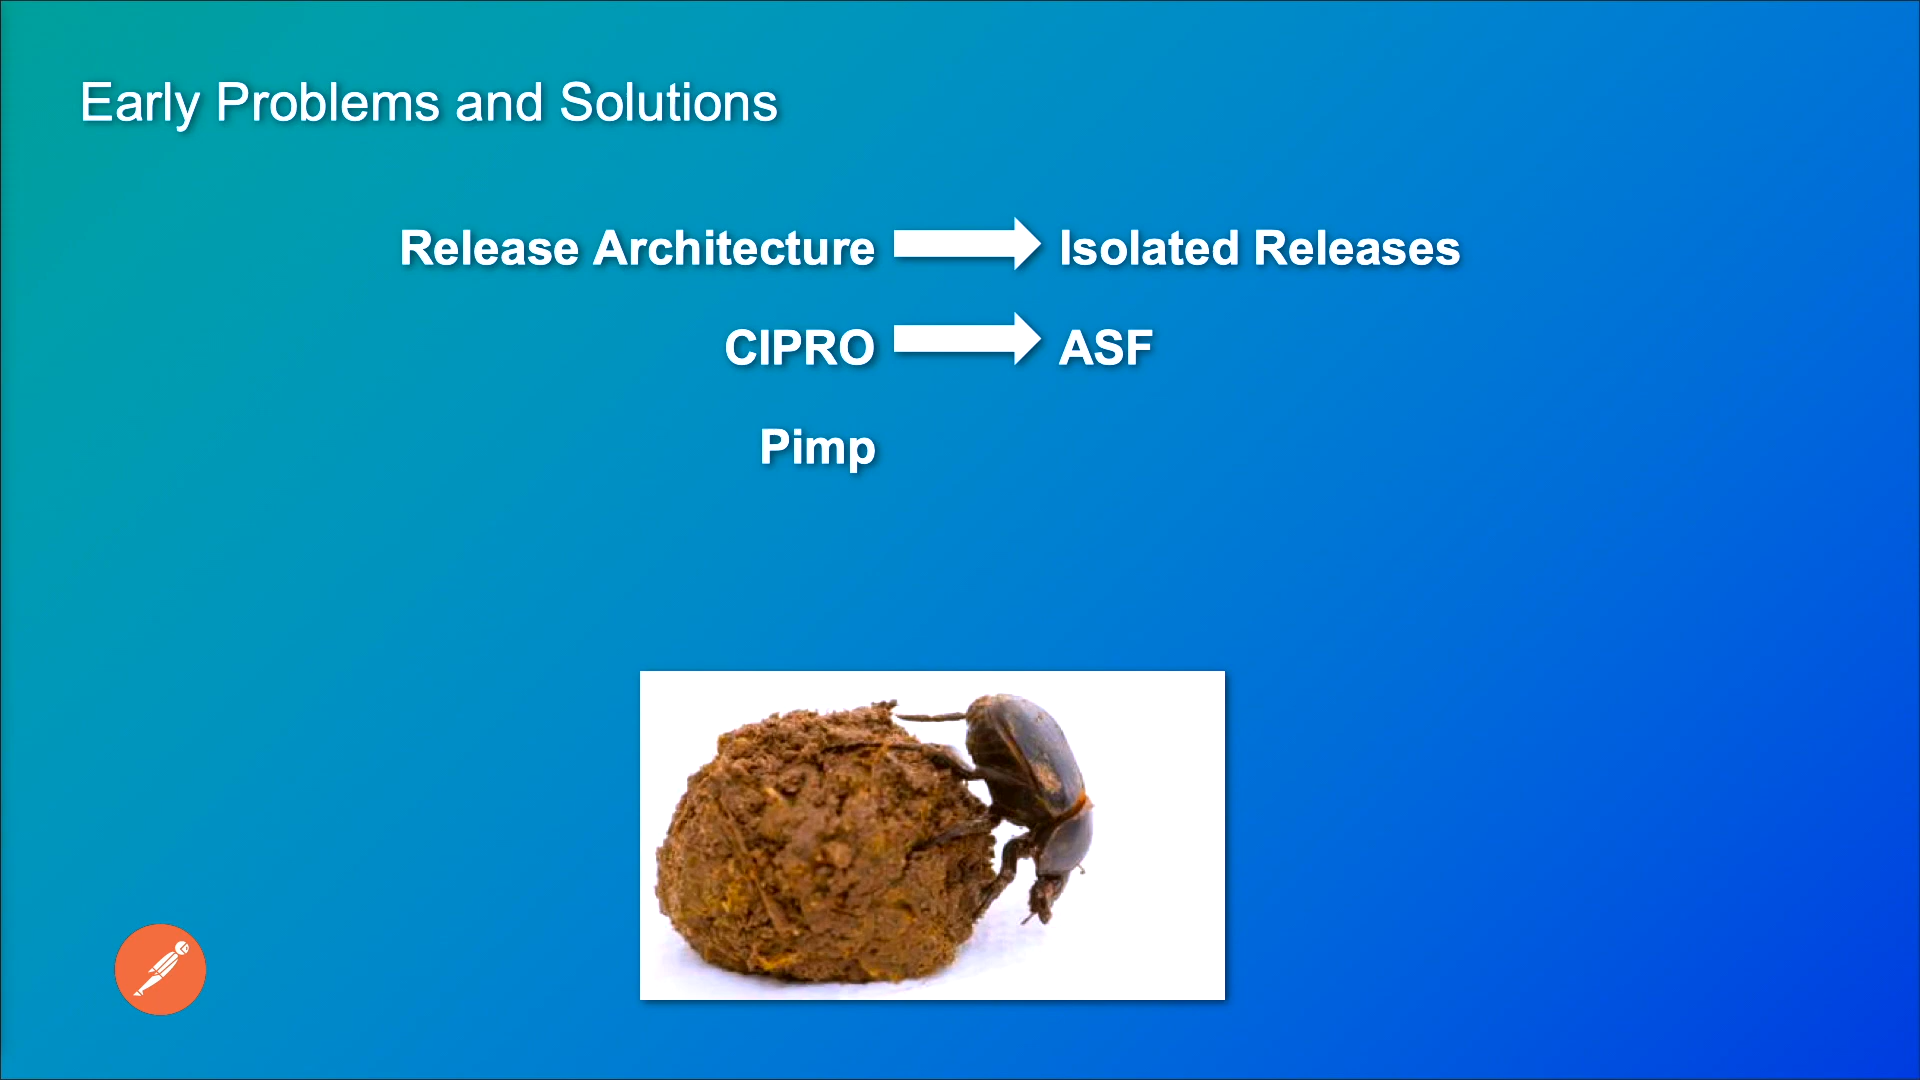 Early Problems and Solutions
Release Architecture Isolated Releases
CIPRO ASF
Pimp